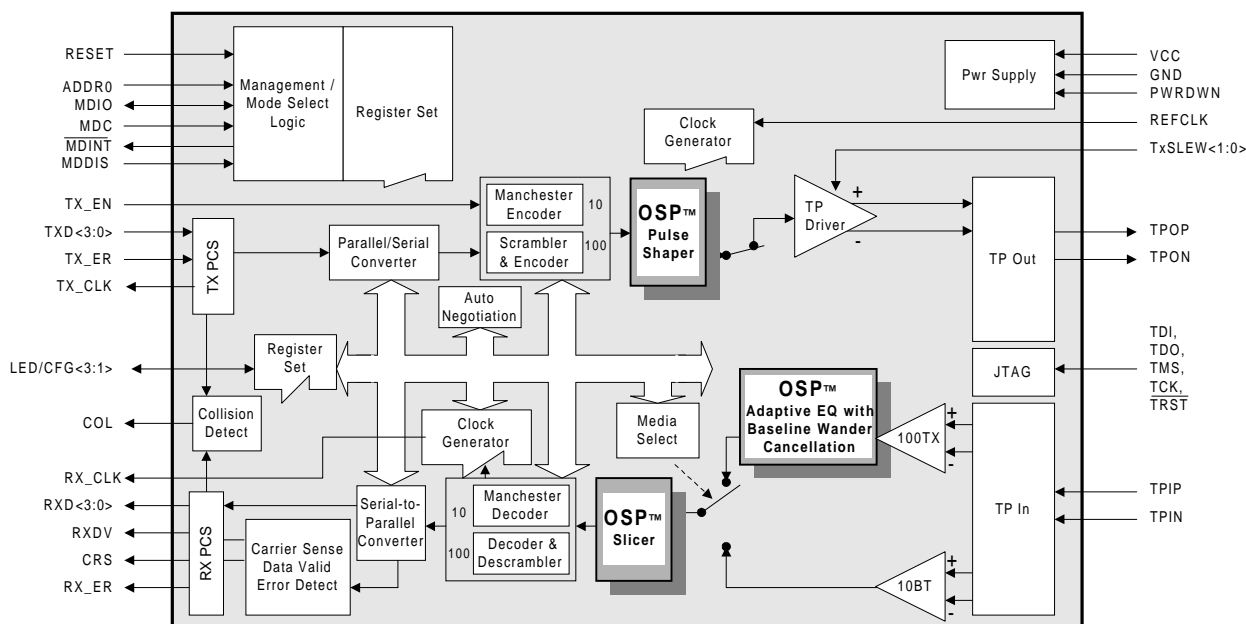 RESET
ADDR0
MDIO
MDC
MDINT
MDDIS
Management /
Mode Select
Logic
Register Set
Pwr Supply
VCC
GND
PWRDWN
REFCLK
TxSLEW<1:0>
Clock
Generator
TX_EN
TXD<3:0>
TX_ER
TX_CLK
TX PCS
Parallel/Serial
Converter
Manchester
Encoder
10
Scrambler
& Encoder
100
OSP™
Pulse
Shaper
TP
Driver
+
-
TP Out
TPOP
TPON
Auto
Negotiation
LED/CFG<3:1>
Register
Set
JTAG
TDI,
TDO,
TMS,
TCK,
TRST
COL
Collision
Detect
Clock
Generator
Media
Select
OSP™
Adaptive EQ with
Baseline Wander
Cancellation
100TX
+
-
RX_CLK
RXD<3:0>
RXDV
CRS
RX_ER
RX PCS
Carrier Sense
Data Valid
Error Detect
Serial-to-
Parallel
Converter
10
Manchester
Decoder
100
Decoder &
Descrambler
OSP™
Slicer
10BT
+
-
TP In
TPIP
TPIN